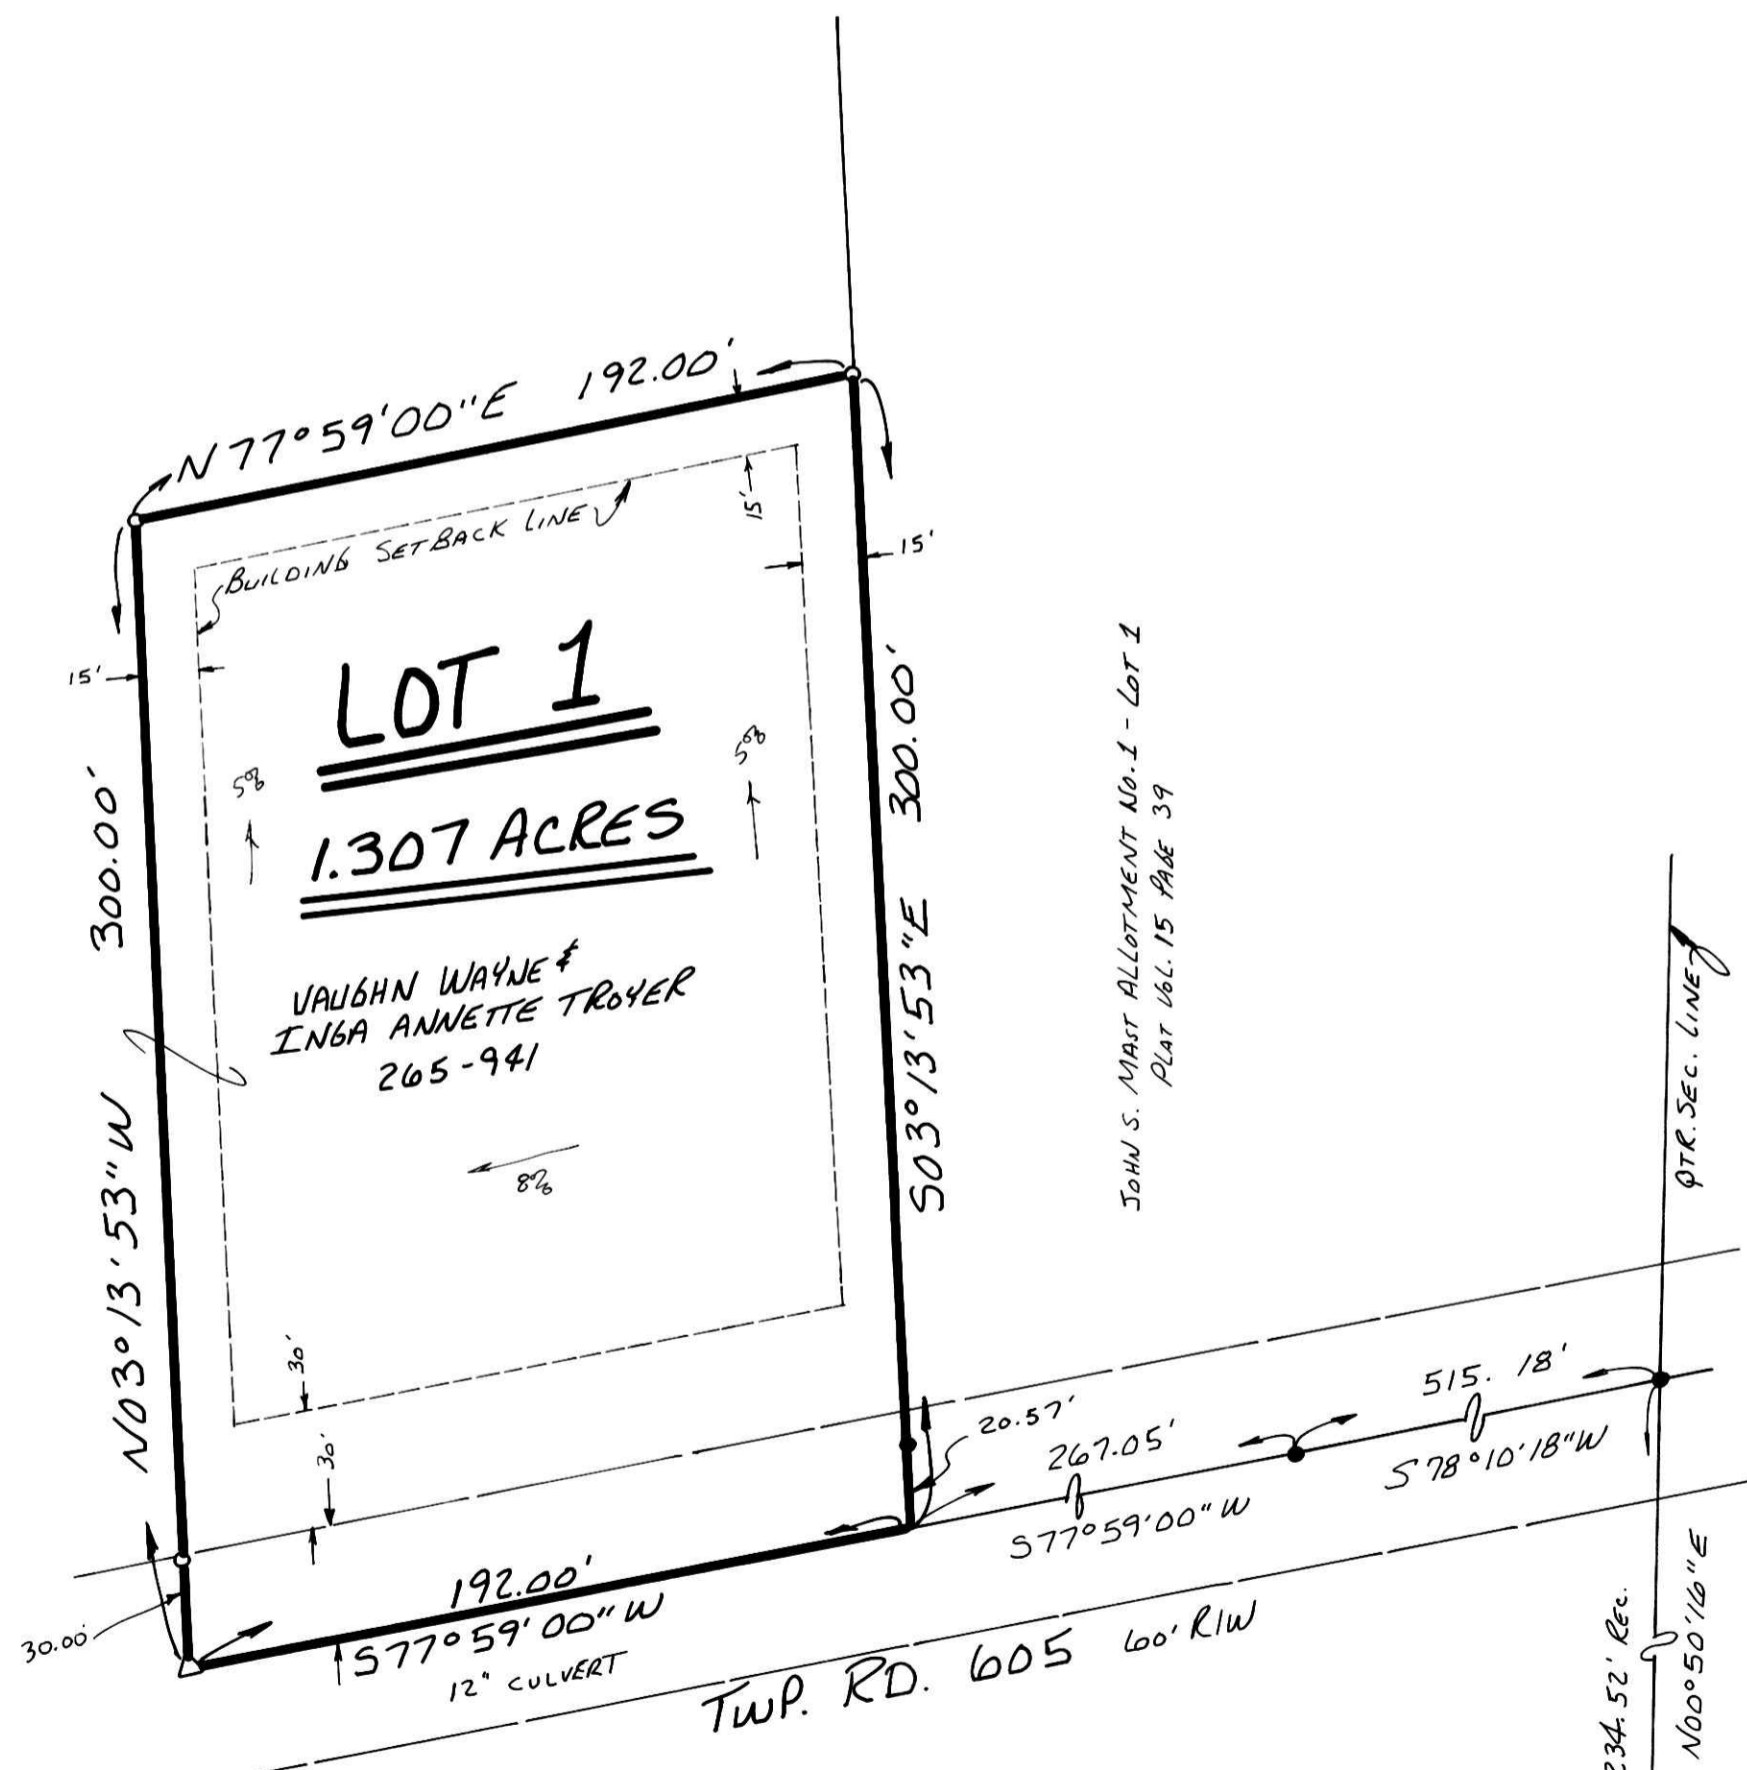 N77°59'00"E 192.00'
15'
BUILDING SETBACK LINE
15'
15'
LOT 1
5%
5%
1.307 ACRES
VAUGHN WAYNE &
INGA ANNETTE TROYER
265-941
8%
300.00'
N03°13'53"W
300.00'
S03°13'53"E
JOHN S. MAST ALLOTMENT NO. 1 - LOT 1
PLAT VOL. 15 PAGE 39
QTR. SEC. LINE
30'
30'
20.57'
267.05'
515.18'
S77°59'00"W
S78°10'18"W
30.00'
192.00'
S77°59'00"W
12" CULVERT
TWP. RD. 605 60' R/W
234.52' REC.
N00°50'16"E